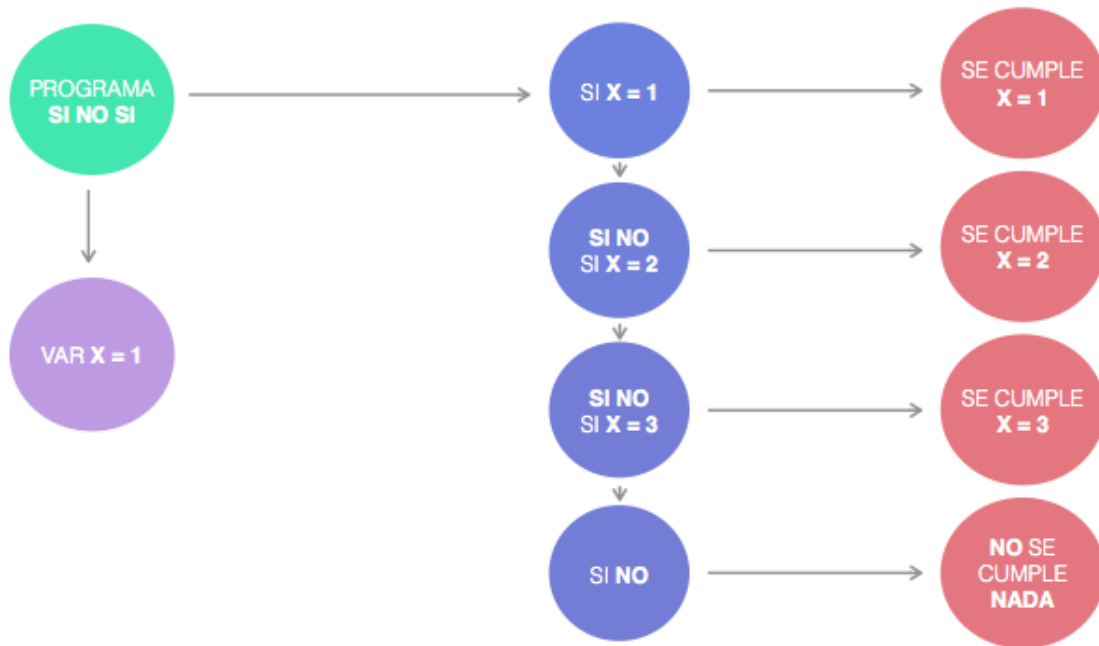 PROGRAMA
SI NO SI
SI X = 1
SE CUMPLE
X = 1
SI NO
SI X = 2
SE CUMPLE
X = 2
VAR X = 1
SI NO
SI X = 3
SE CUMPLE
X = 3
SI NO
NO SE
CUMPLE
NADA